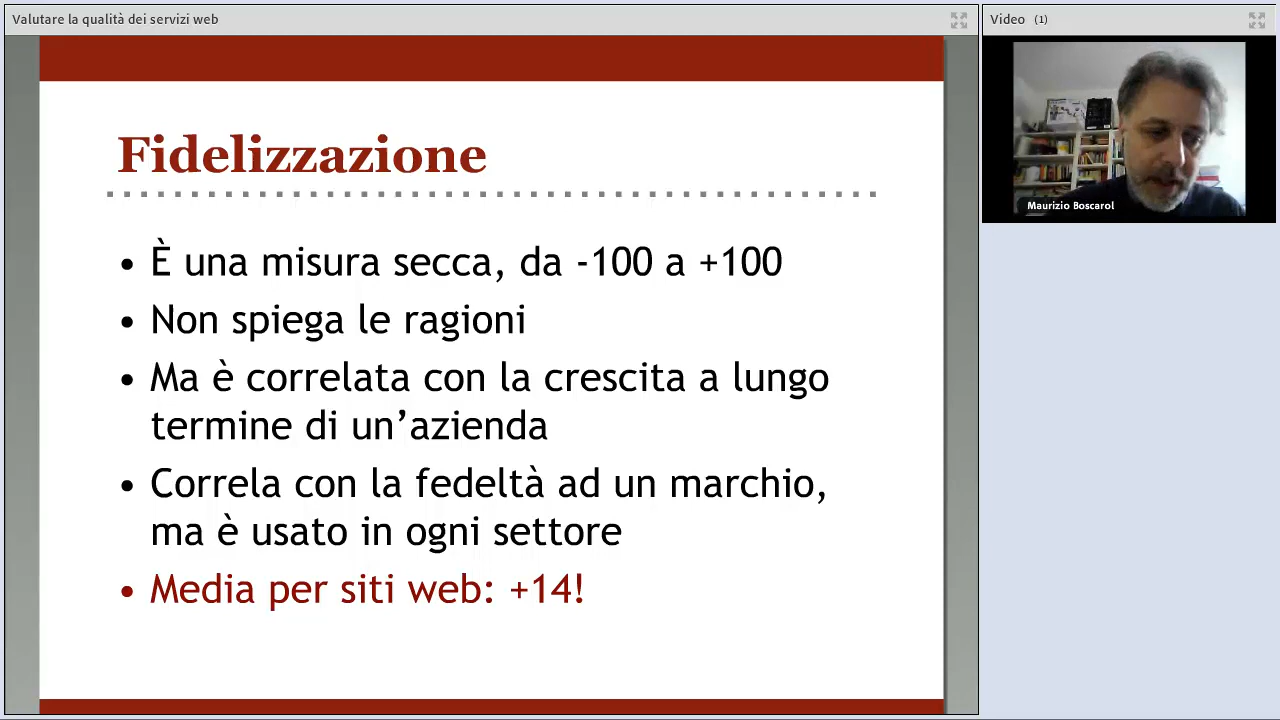 Valutare la qualità dei servizi web
Video (1)
Maurizio Boscarol
Fidelizzazione
• È una misura secca, da -100 a +100
• Non spiega le ragioni
• Ma è correlata con la crescita a lungo
termine di un’azienda
• Correla con la fedeltà ad un marchio,
ma è usato in ogni settore
• Media per siti web: +14!